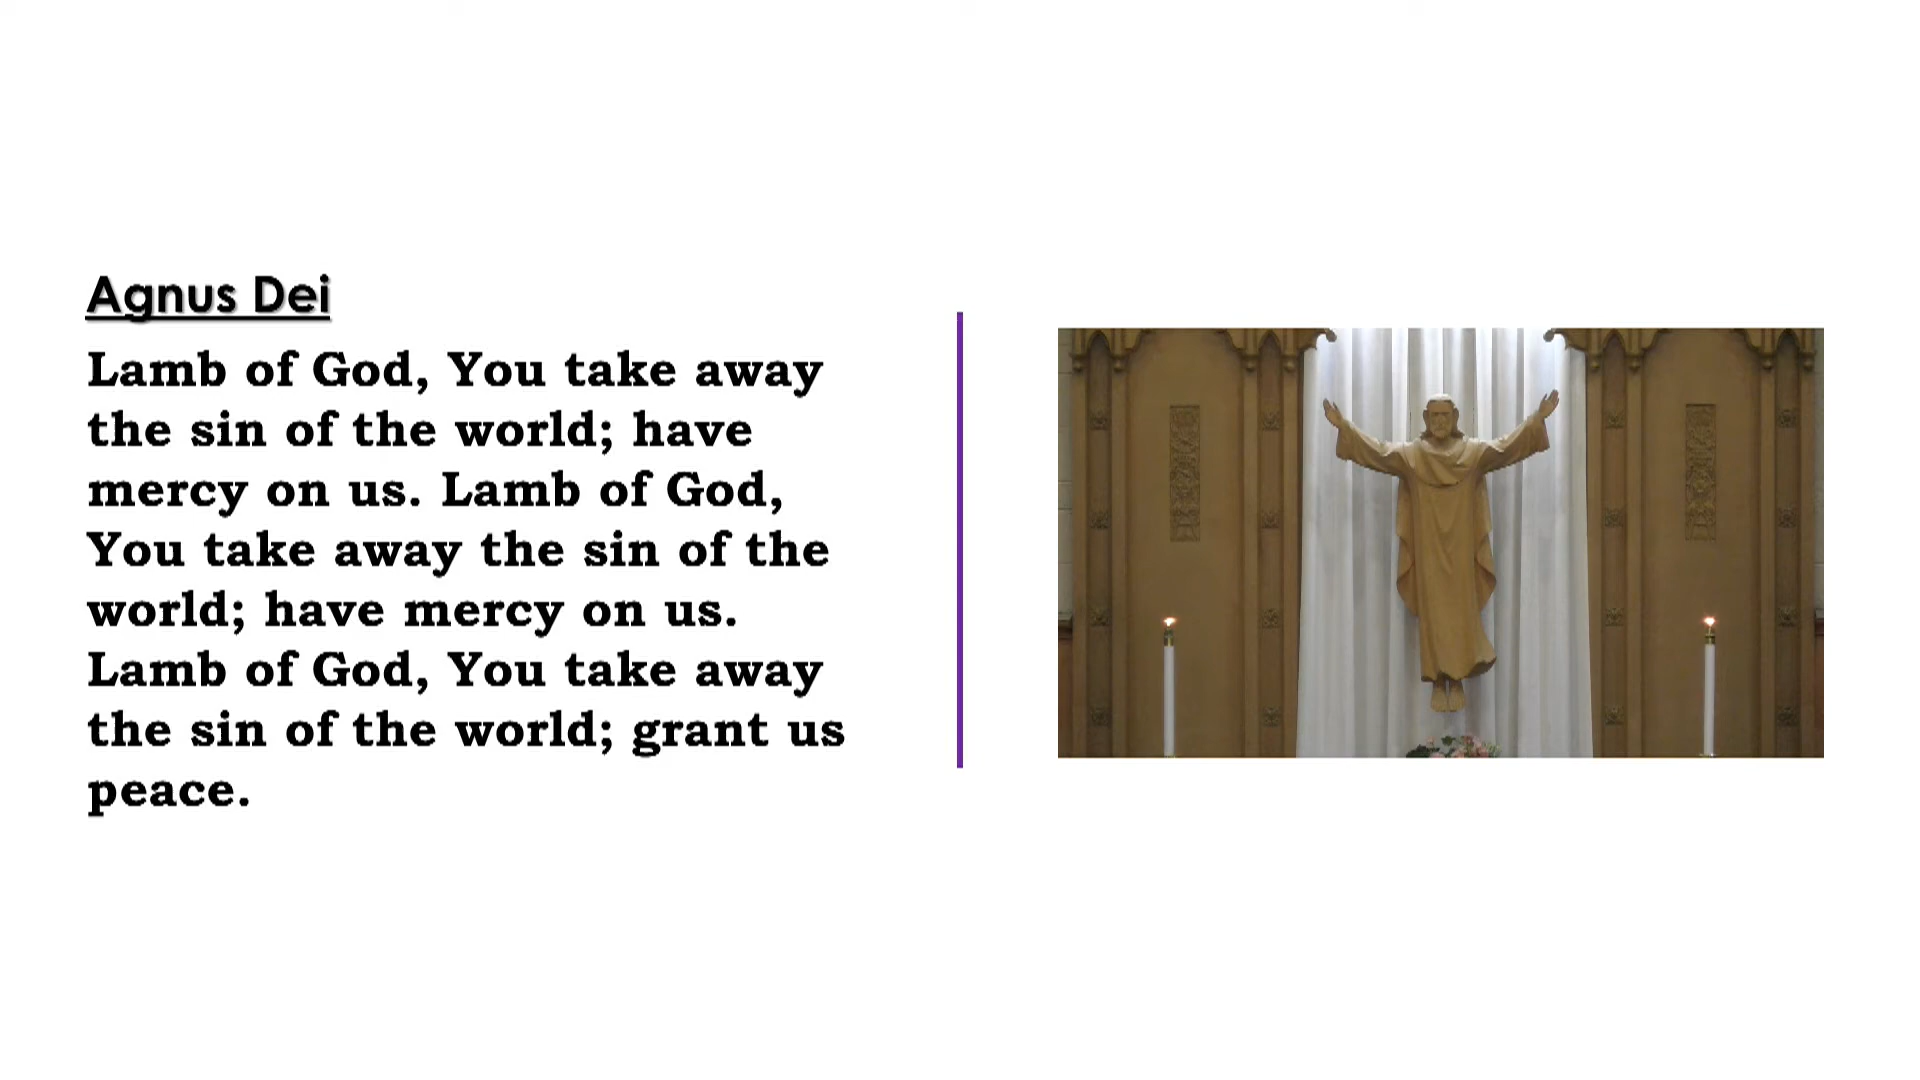 Agnus Dei
Lamb of God, You take away
the sin of the world; have
mercy on us. Lamb of God,
You take away the sin of the
world; have mercy on us.
Lamb of God, You take away
the sin of the world; grant us
peace.